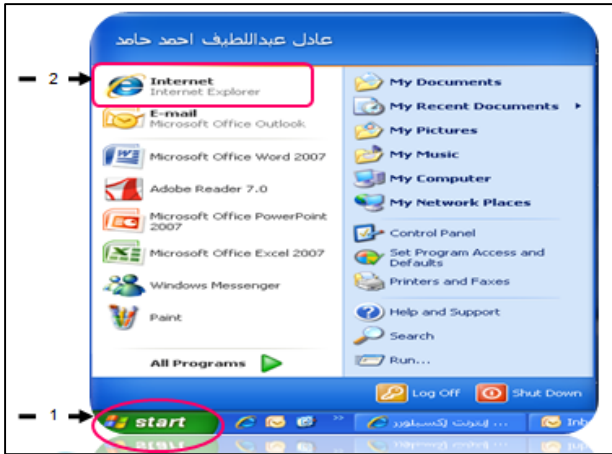 عادل عبداللطيف احمد حامد
2
Internet
Internet Explorer
E-mail
Microsoft Office Outlook
Microsoft Office Word 2007
Adobe Reader 7.0
Microsoft Office PowerPoint
2007
Microsoft Office Excel 2007
Windows Messenger
Paint
All Programs
My Documents
My Recent Documents
My Pictures
My Music
My Computer
My Network Places
Control Panel
Set Program Access and
Defaults
Printers and Faxes
Help and Support
Search
Run...
Log Off
Shut Down
1
start
إنترنت إكسبلورر ...
Inb